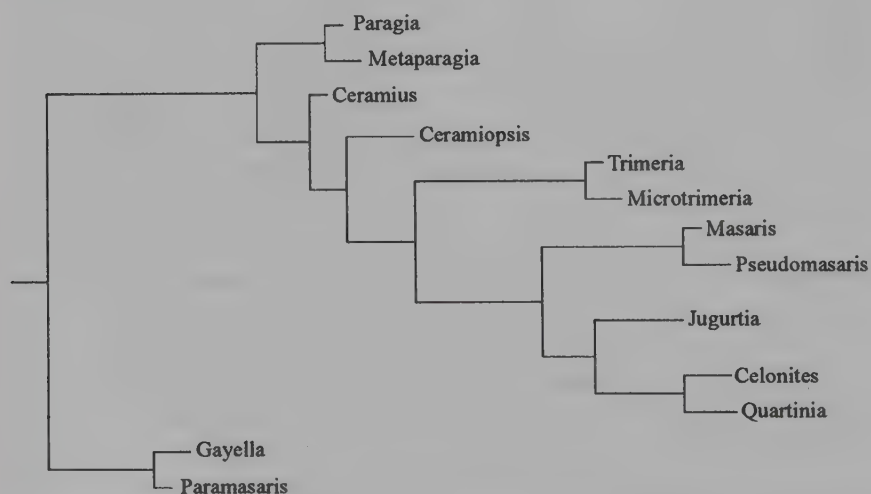 Paragia
Metaparagia
Ceramius
Ceramiopsis
Trimeria
Microtrimeria
Masaris
Pseudomasaris
Jugurtia
Celonites
Quartinia
Gayella
Paramasaris